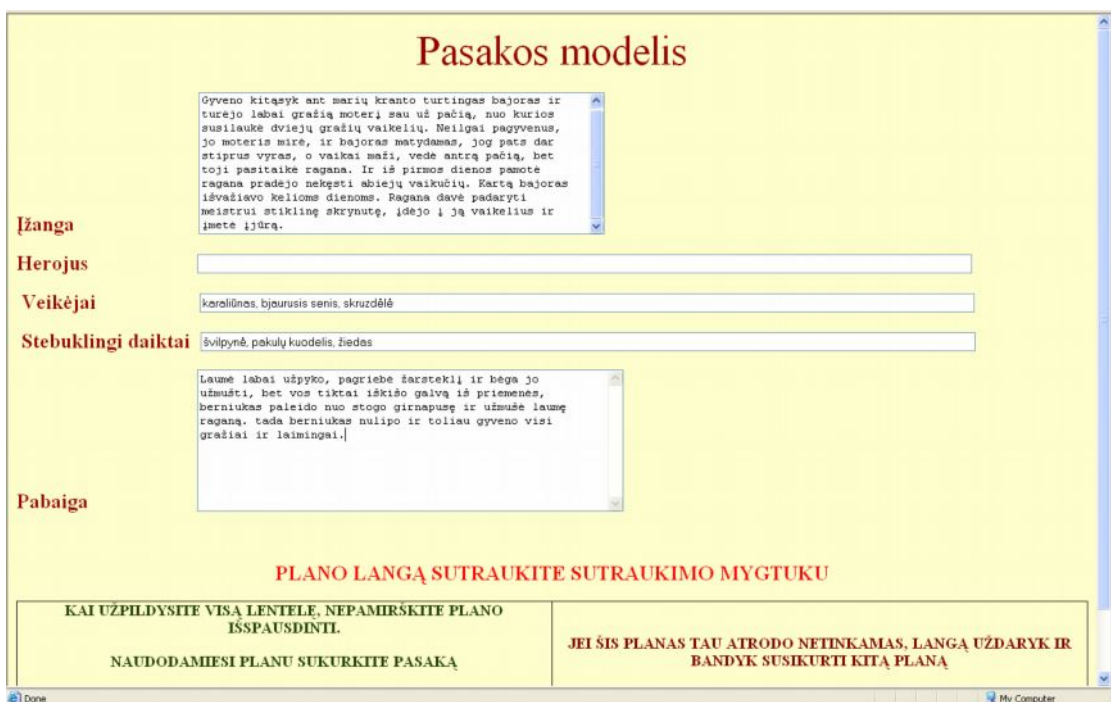 Pasakos modelis
Gyveno kitąsyk ant marių kranto turtingas bajoras ir
turėjo labai gražią moterį sau už pačią, nuo kurios
susilaukė dviejų gražių vaikelių. Neilgai pagyvenus,
jo moteris mirė, ir bajoras matydamas, jog pats dar
stiprus vyras, o vaikai maži, vedė antrą pačią, bet
toji pasitaikė ragana. Ir iš pirmos dienos pamotė
ragana pradėjo nekęsti abiejų vaikučių. Kartą bajoras
išvažiavo kelioms dienoms. Ragana davė padaryti
meistrui stiklinę skrynutę, įdėjo į ją vaikelius ir
įmetė įjūrą.
Įžanga
Herojus
Veikėjai
karaliūnas, bjaurusis senis, skruzdėlė
Stebuklingi daiktai
švilpynė, pakulų kuodelis, žiedas
Laumė labai užpyko, pagriebė žarsteklį ir bėga jo
užmušti, bet vos tiktai iškišo galvą iš priemenės,
berniukas paleido nuo stogo girnapusę ir užmušė laumę
raganą. tada berniukas nulipo ir toliau gyveno visi
gražiai ir laimingai.
Pabaiga
PLANO LANGĄ SUTRAUKITE SUTRAUKIMO MYGTUKU
KAI UŽPILDYSITE VISĄ LENTELĘ, NEPAMIRŠKITE PLANO
IŠSPAUSDINTI.
NAUDODAMIESI PLANU SUKURKITE PASAKĄ
JEI ŠIS PLANAS TAU ATRODO NETINKAMAS, LANGĄ UŽDARYK IR
BANDYK SUSIKURTI KITĄ PLANĄ
Done
My Computer